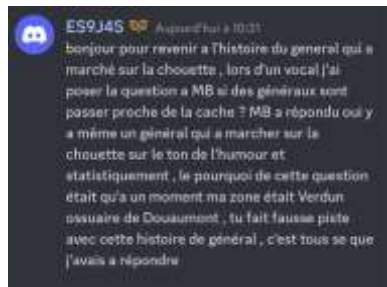 ES9J4S Aujourd'hui à 10:31
bonjour pour revenir a l'histoire du general qui a
marché sur la chouette , lors d'un vocal j'ai
poser la question a MB si des généraux sont
passer proche de la cache ? MB a répondu oui y
a même un général qui a marcher sur la
chouette sur le ton de l'humour et
statistiquement , le pourquoi de cette question
était qu'a un moment ma zone était Verdun
ossuaire de Douaumont , tu fait fausse piste
avec cette histoire de général , c'est tous se que
j'avais a répondre